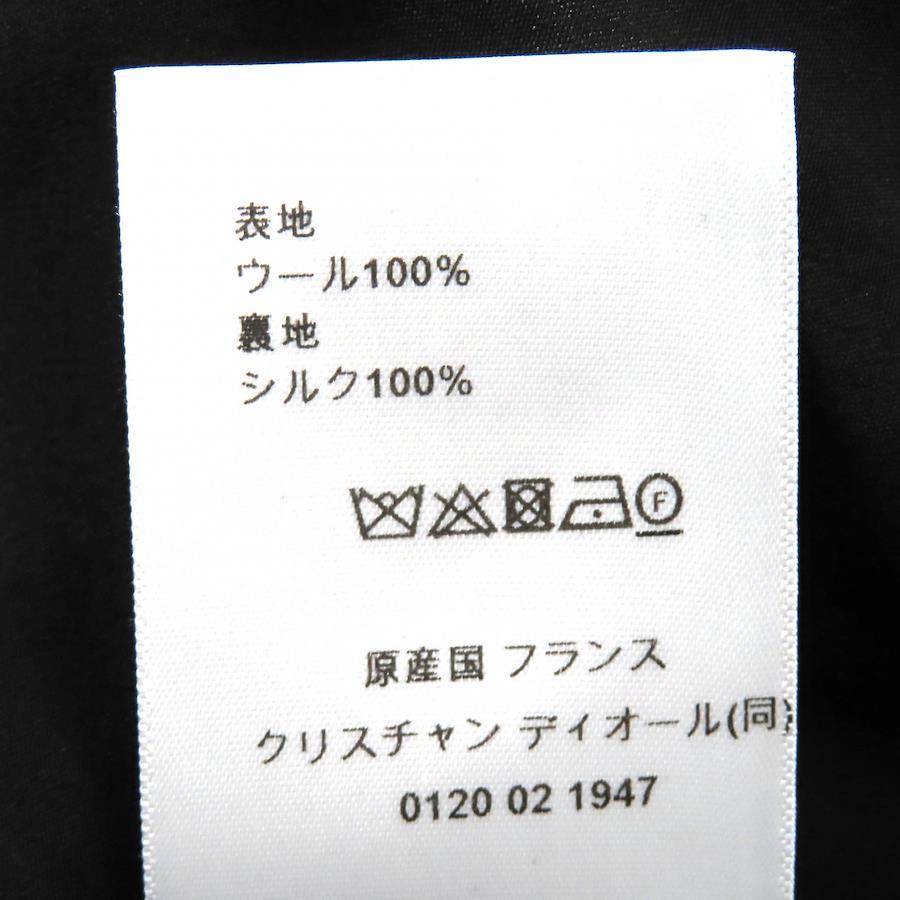 表地
ウール100%
裏地
シルク100%
F
原産国 フランス
クリスチャン ディオール(同)
0120 02 1947